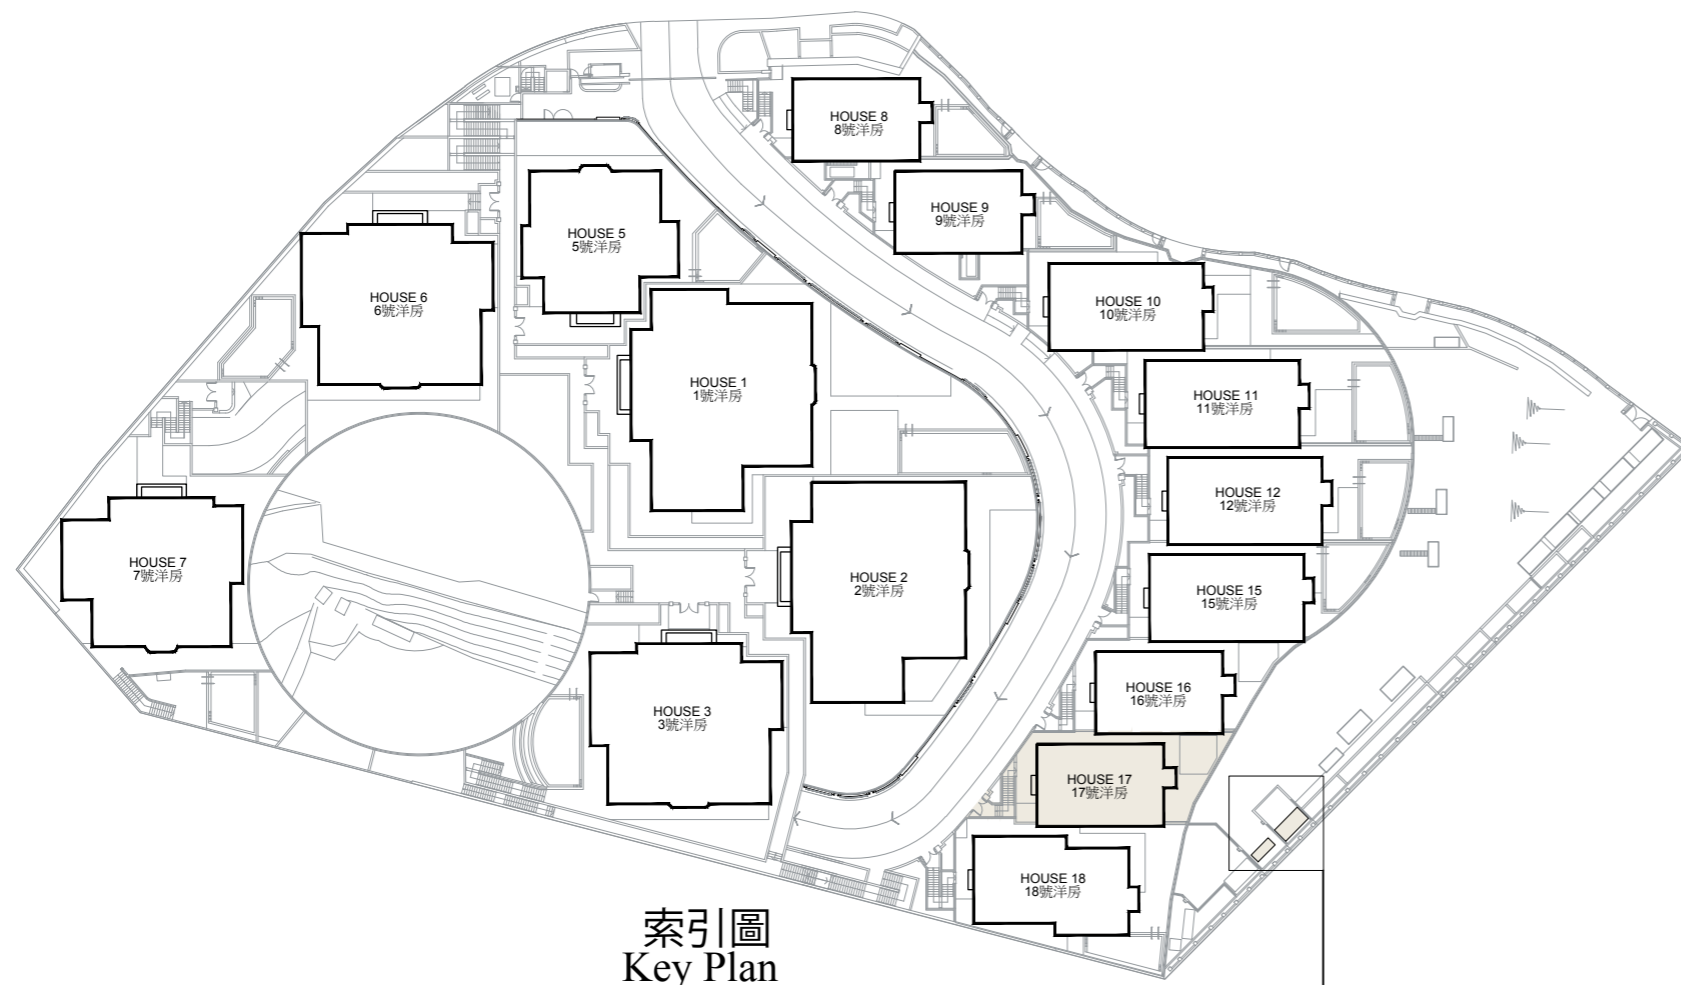 HOUSE 8
8號洋房
HOUSE 9
9號洋房
HOUSE 5
5號洋房
HOUSE 6
6號洋房
HOUSE 10
10號洋房
HOUSE 1
1號洋房
HOUSE 11
11號洋房
HOUSE 12
12號洋房
HOUSE 7
7號洋房
HOUSE 2
2號洋房
HOUSE 15
15號洋房
HOUSE 16
16號洋房
HOUSE 3
3號洋房
HOUSE 17
17號洋房
HOUSE 18
18號洋房
索引圖
Key Plan